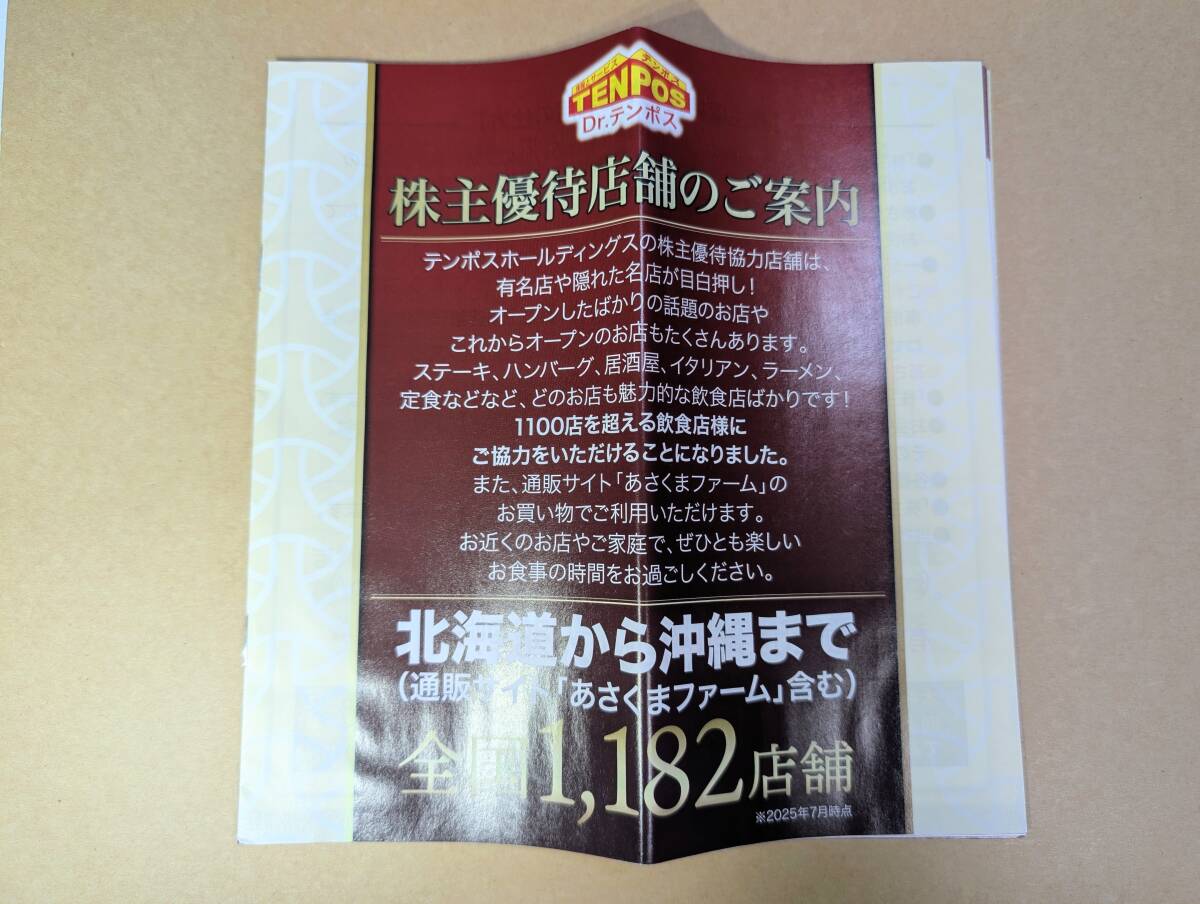 テンポス
TENPOS
Dr.テンポス
株主優待店舗のご案内
テンポスホールディングスの株主優待協力店舗は、
有名店や隠れた名店が目白押し!
オープンしたばかりの話題のお店や
これからオープンのお店もたくさんあります。
ステーキ、ハンバーグ、居酒屋、イタリアン、ラーメン、
定食などなど、どのお店も魅力的な飲食店ばかりです!
1100店を超える飲食店様に
ご協力をいただけることになりました。
また、通販サイト「あさくまファーム」の
お買い物でご利用いただけます。
お近くのお店やご家庭で、ぜひとも楽しい
お食事の時間をお過ごしください。
北海道から沖縄まで
(通販サイト「あさくまファーム」含む)
全国1,182店舗
※2025年7月時点